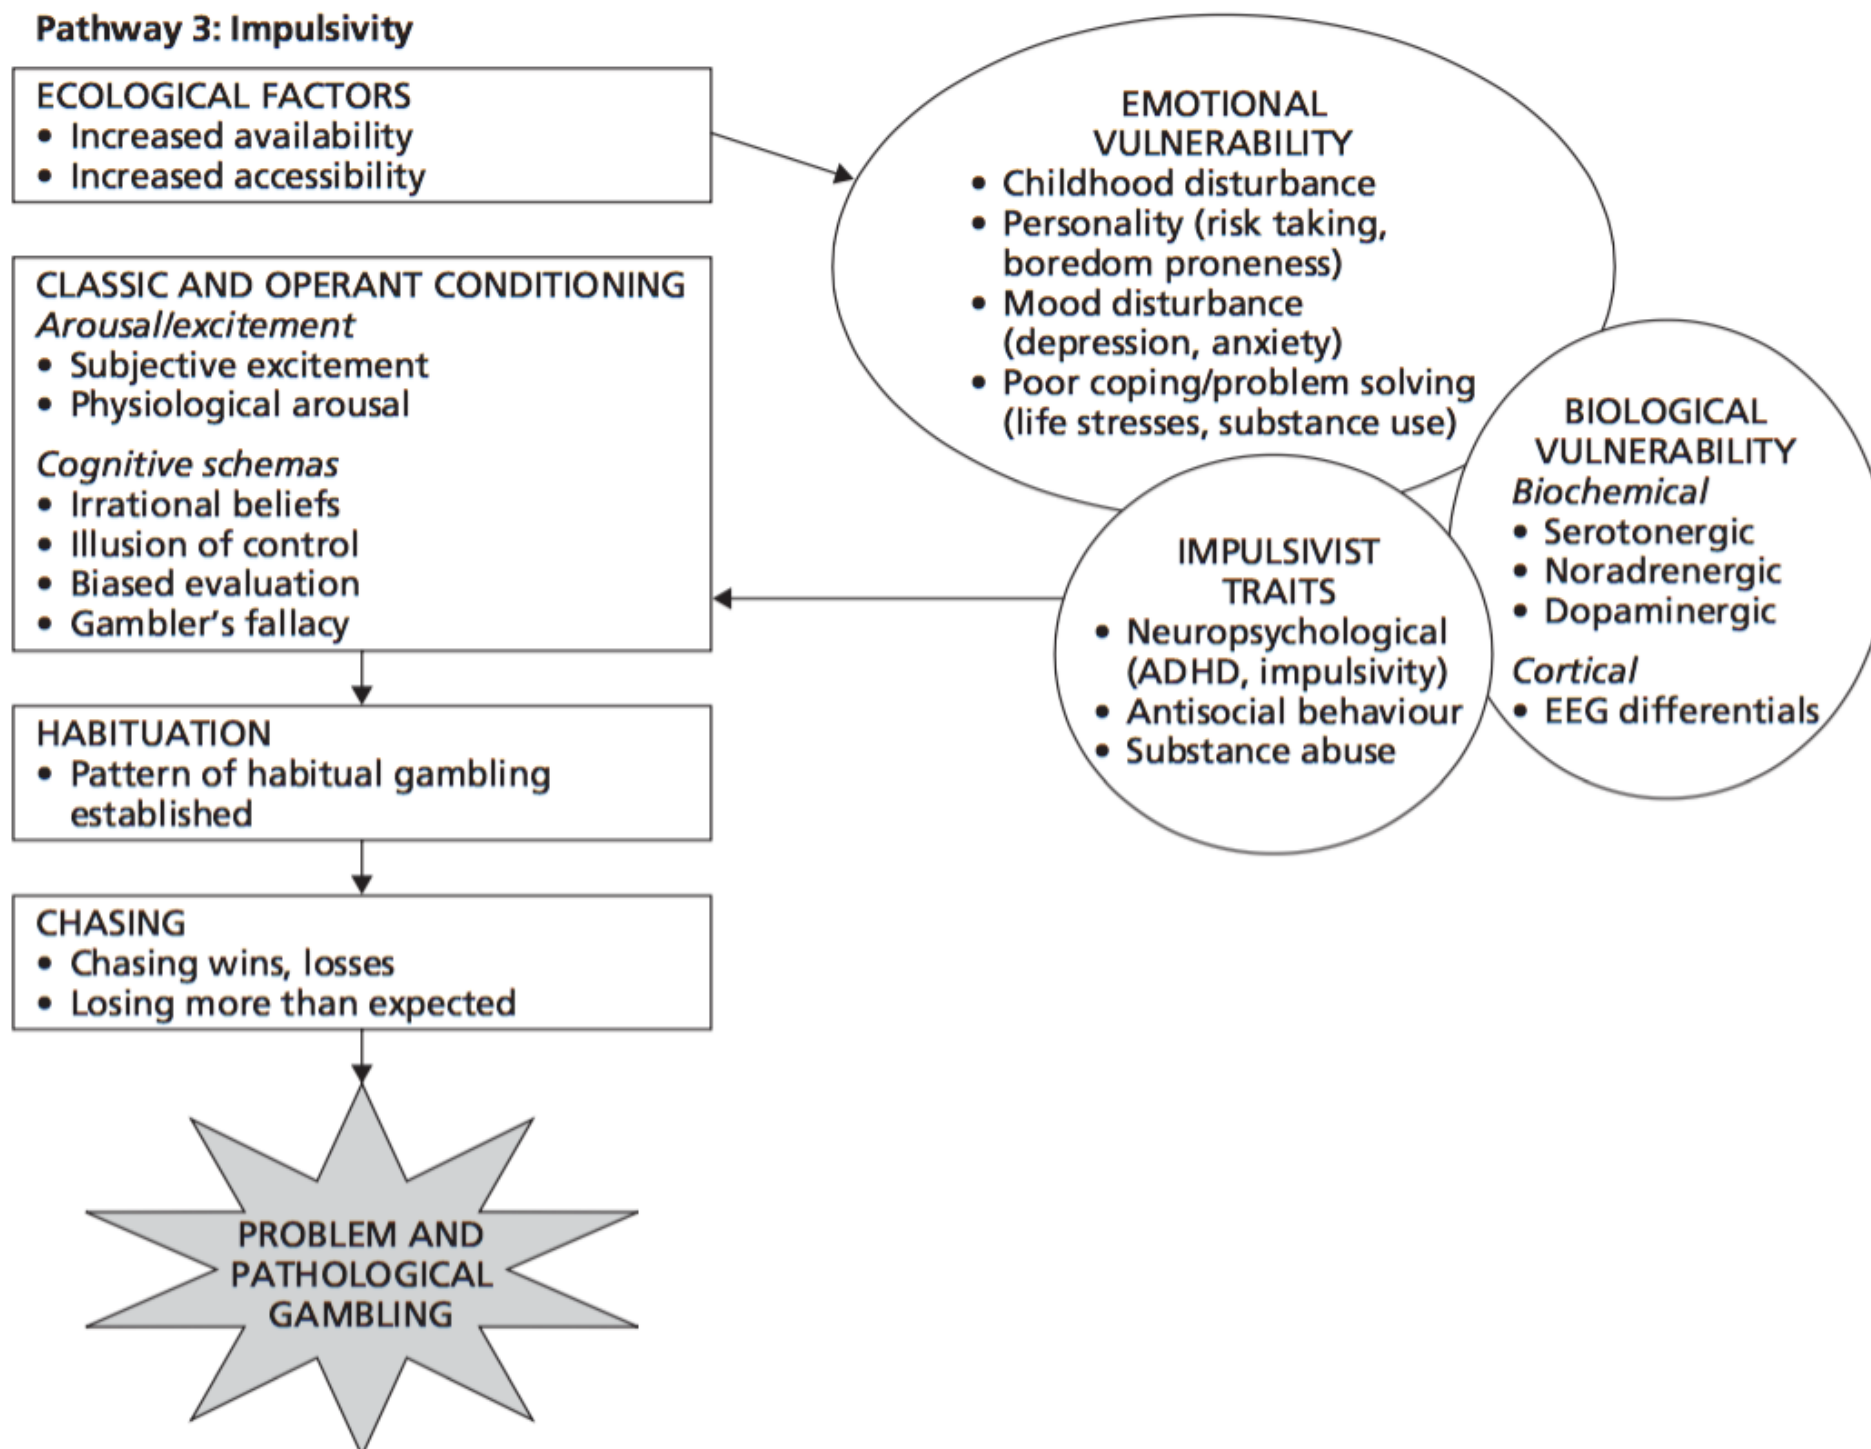 Pathway 3: Impulsivity
ECOLOGICAL FACTORS
• Increased availability
• Increased accessibility
EMOTIONAL
VULNERABILITY
• Childhood disturbance
• Personality (risk taking,
boredom proneness)
• Mood disturbance
(depression, anxiety)
• Poor coping/problem solving
(life stresses, substance use)
BIOLOGICAL
VULNERABILITY
Biochemical
• Serotonergic
• Noradrenergic
• Dopaminergic
Cortical
• EEG differentials
IMPULSIVIST
TRAITS
• Neuropsychological
(ADHD, impulsivity)
• Antisocial behaviour
• Substance abuse
CLASSIC AND OPERANT CONDITIONING
Arousal/excitement
• Subjective excitement
• Physiological arousal
Cognitive schemas
• Irrational beliefs
• Illusion of control
• Biased evaluation
• Gambler’s fallacy
HABITUATION
• Pattern of habitual gambling
established
CHASING
• Chasing wins, losses
• Losing more than expected
PROBLEM AND
PATHOLOGICAL
GAMBLING